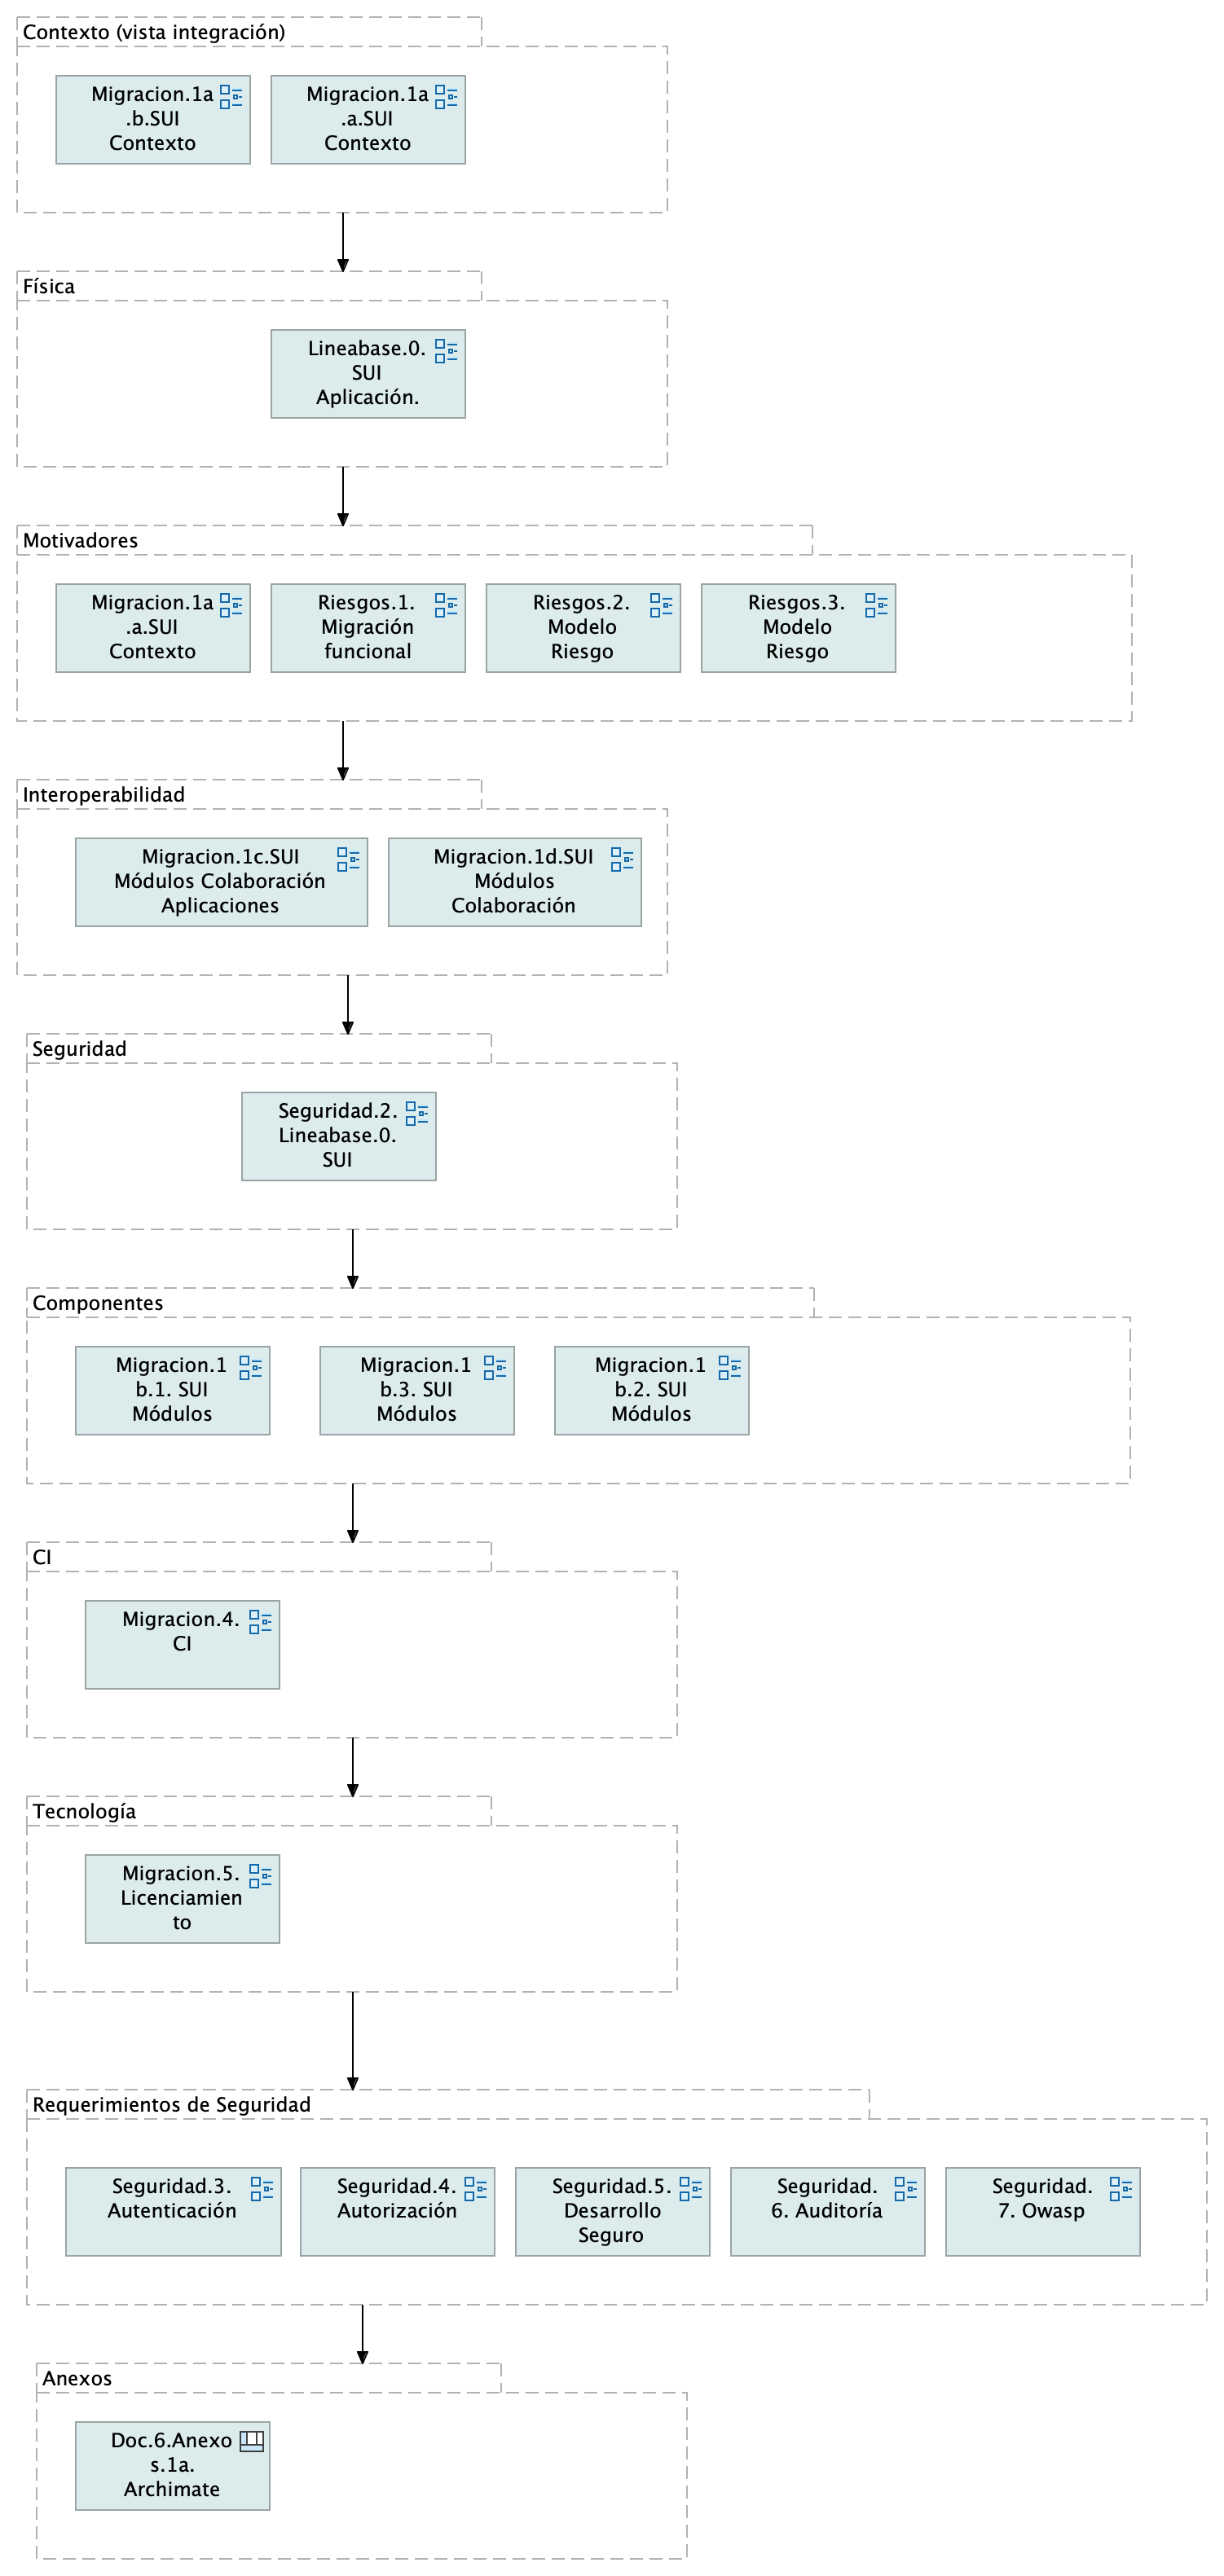 Contexto (vista integración)
Migracion.1a
.b.SUI
Contexto
Migracion.1a
.a.SUI
Contexto
Física
Lineabase.0.
SUI
Aplicación.
Motivadores
Migracion.1a
.a.SUI
Contexto
Riesgos.1.
Migración
funcional
Riesgos.2.
Modelo
Riesgo
Riesgos.3.
Modelo
Riesgo
Interoperabilidad
Migracion.1c.SUI
Módulos Colaboración
Aplicaciones
Migracion.1d.SUI
Módulos
Colaboración
Seguridad
Seguridad.2.
Lineabase.0.
SUI
Componentes
Migracion.1
b.1. SUI
Módulos
Migracion.1
b.3. SUI
Módulos
Migracion.1
b.2. SUI
Módulos
CI
Migracion.4.
CI
Tecnología
Migracion.5.
Licenciamien
to
Requerimientos de Seguridad
Seguridad.3.
Autenticación
Seguridad.4.
Autorización
Seguridad.5.
Desarrollo
Seguro
Seguridad.
6. Auditoría
Seguridad.
7. Owasp
Anexos
Doc.6.Anexo
s.1a.
Archimate